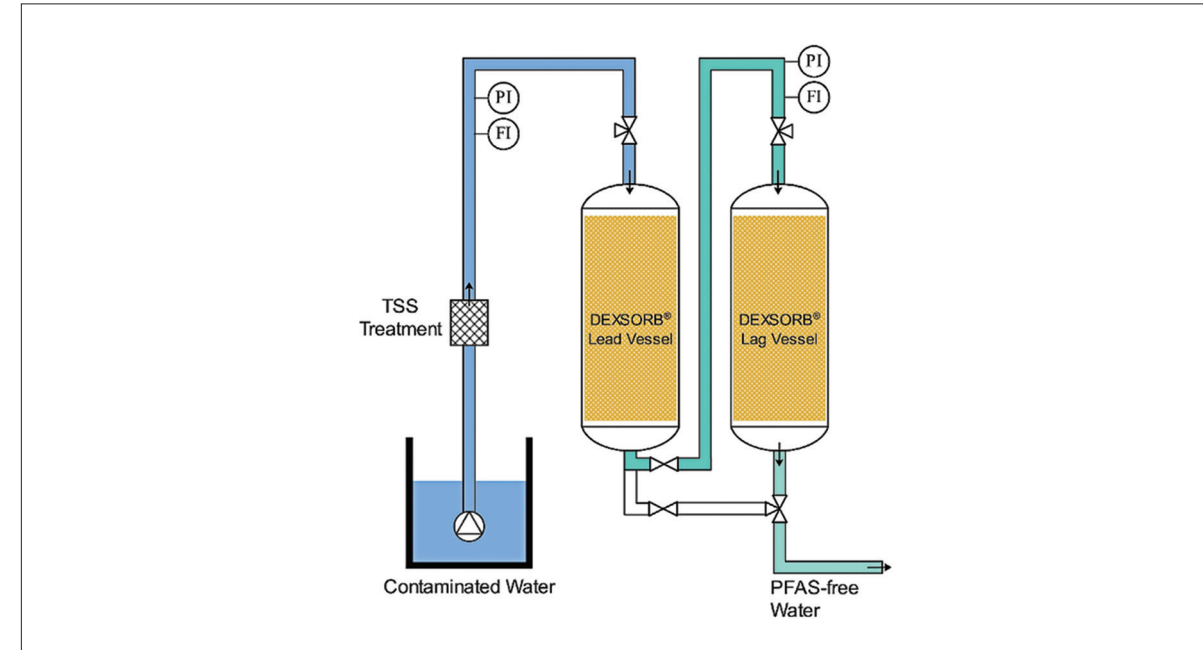 PI
FI
PI
FI
TSS
Treatment
DEXSORB®
Lead Vessel
DEXSORB®
Lag Vessel
Contaminated Water
PFAS-free
Water